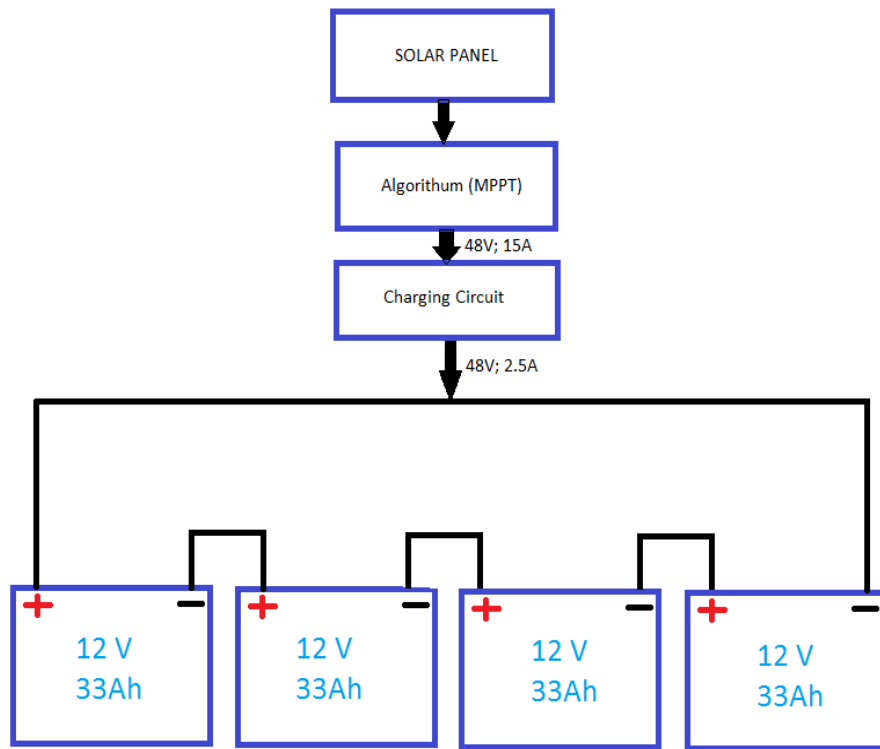 SOLAR PANEL
Algorithum (MPPT)
48V; 15A
Charging Circuit
48V; 2.5A
+ − + − + − + −
12 V 12 V 12 V 12 V
33Ah 33Ah 33Ah 33Ah